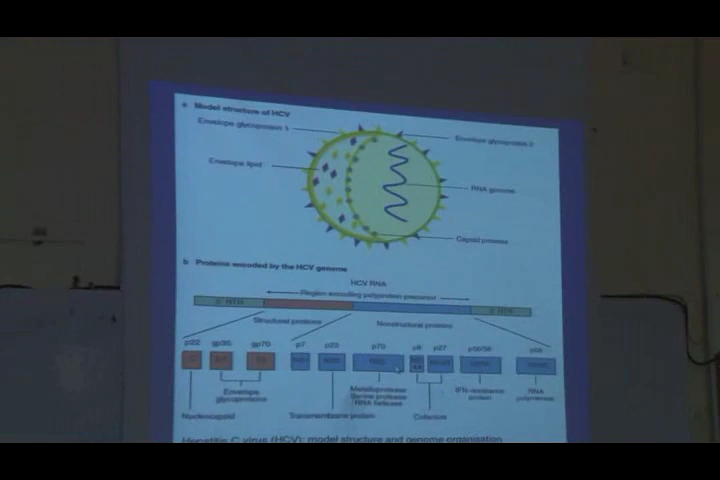 a Model structure of HCV
Envelope glycoprotein 1
Envelope glycoprotein 2
Envelope lipid
RNA genome
Capsid proteins
b Proteins encoded by the HCV genome
HCV RNA
Region encoding polyprotein precursor
5' NTR
3' NTR
Structural proteins
Nonstructural proteins
p22 gp35 gp70 p7 p23 p70 p8 p27 p56/58 p68
C E1 E2
Envelope
glycoproteins
Metalloprotease
Serine protease
RNA helicase
IFN-resistance
protein
RNA
polymerase
Nucleocapsid
Transmembrane protein
Cofactors
Hepatitis C virus (HCV): model structure and genome organisation